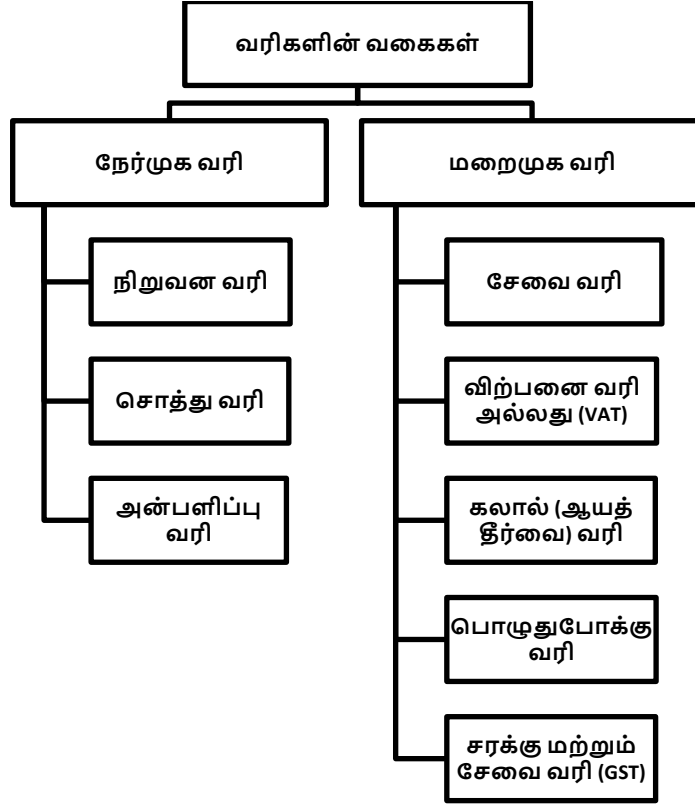 வரிகளின் வகைகள்
நேர்முக வரி
மறைமுக வரி
நிறுவன வரி
சொத்து வரி
அன்பளிப்பு
வரி
சேவை வரி
விற்பனை வரி
அல்லது (VAT)
கலால் (ஆயத்
தீர்வை) வரி
பொழுதுபோக்கு
வரி
சரக்கு மற்றும்
சேவை வரி (GST)